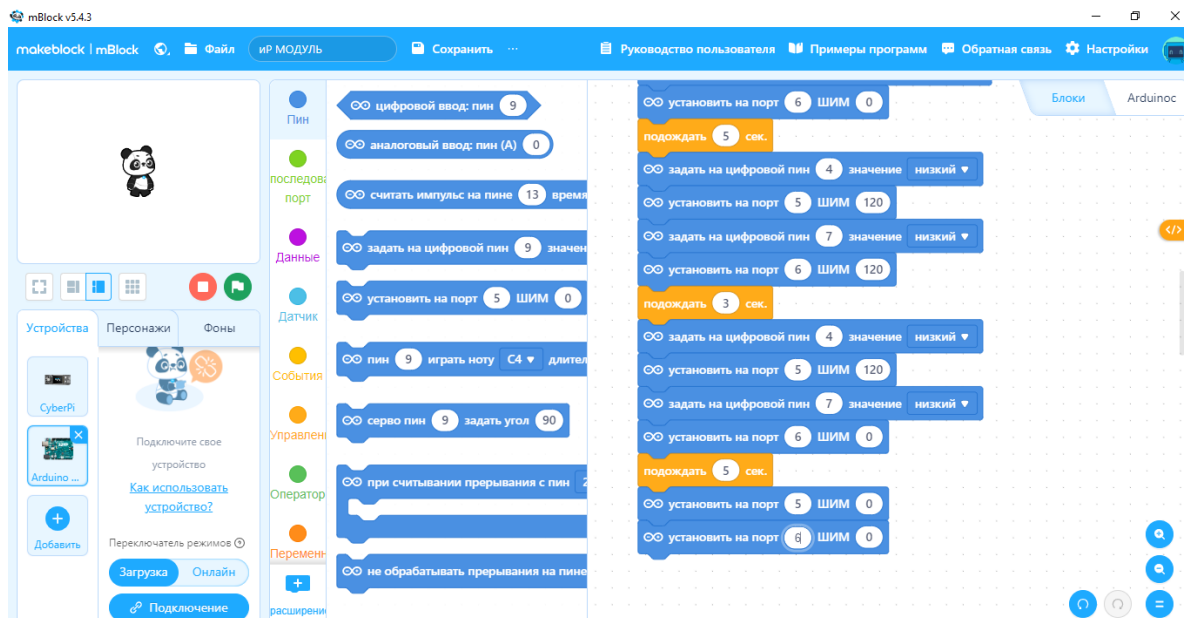 mBlock v5.4.3
makeblock | mBlock
Файл
иР МОДУЛЬ
Сохранить
Руководство пользователя
Примеры программ
Обратная связь
Настройки
Устройства
Персонажи
Фоны
CyberPi
Arduino ...
Добавить
Подключите свое
устройство
Как использовать
устройство?
Переключатель режимов
Загрузка
Онлайн
Подключение
Пин
последова
порт
Данные
Датчик
События
Управлен
Оператор
Переменн
расширени
цифровой ввод: пин 9
аналоговый ввод: пин (A) 0
считать импульс на пине 13 время
задать на цифровой пин 9 значен
установить на порт 5 ШИМ 0
пин 9 играть ноту C4 длител
серво пин 9 задать угол 90
при считывании прерывания с пин 2
не обрабатывать прерывания на пине
установить на порт 6 ШИМ 0
подождать 5 сек.
задать на цифровой пин 4 значение низкий
установить на порт 5 ШИМ 120
задать на цифровой пин 7 значение низкий
установить на порт 6 ШИМ 120
подождать 3 сек.
задать на цифровой пин 4 значение низкий
установить на порт 5 ШИМ 120
задать на цифровой пин 7 значение низкий
установить на порт 6 ШИМ 0
подождать 5 сек.
установить на порт 5 ШИМ 0
установить на порт 6 ШИМ 0
Блоки
Arduinoc